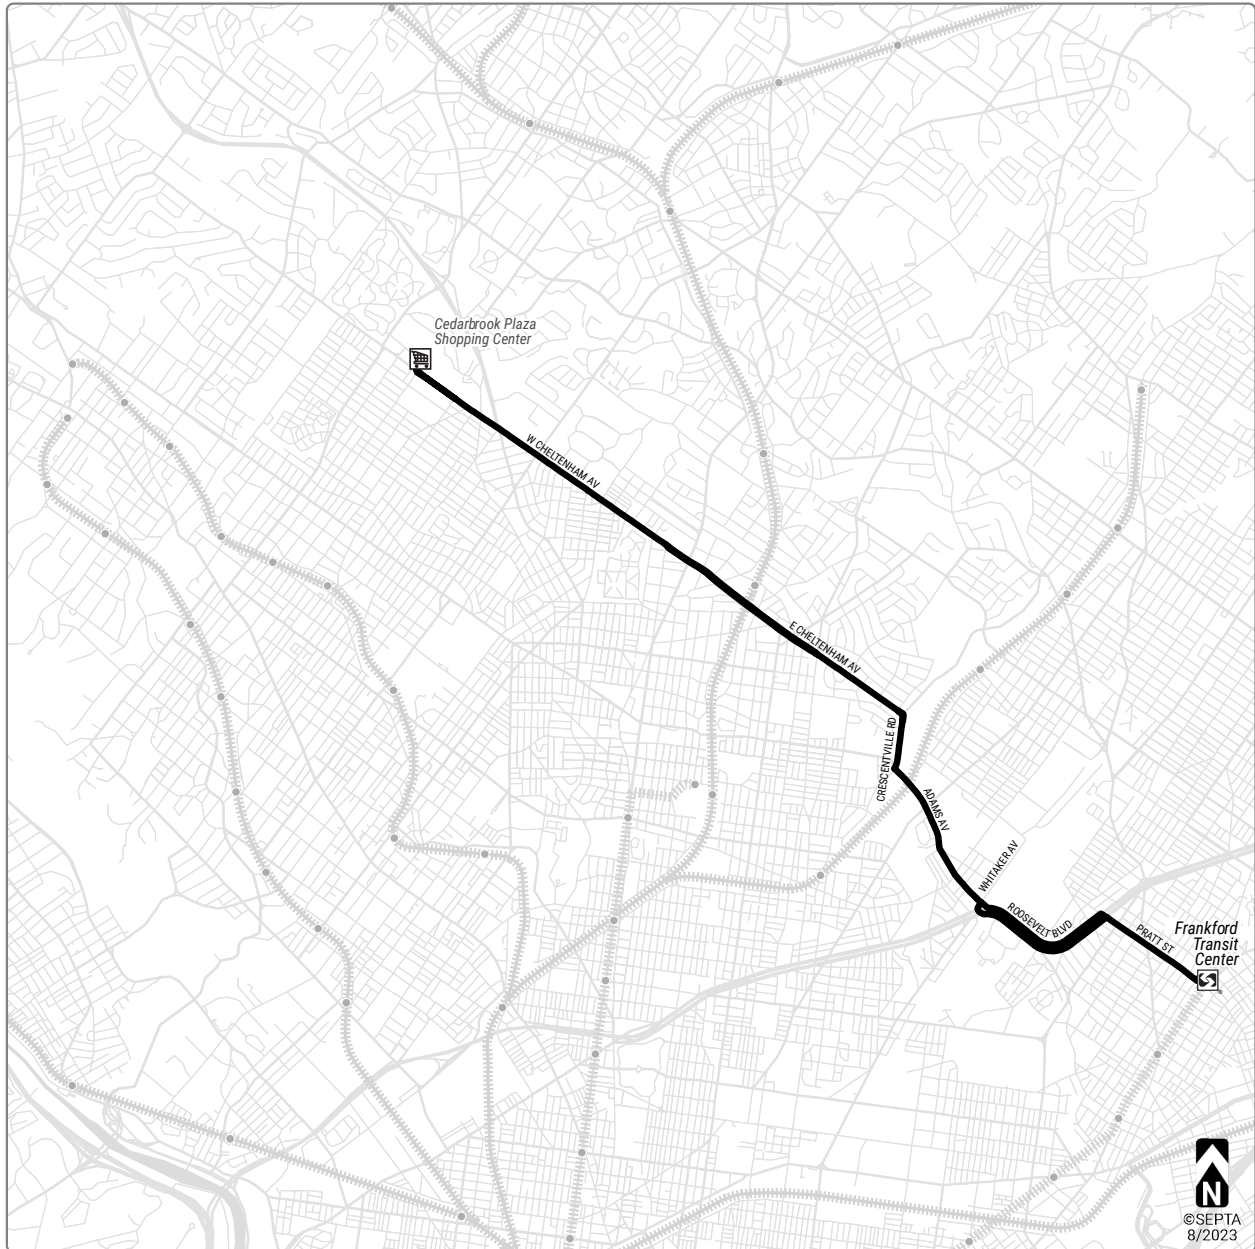 Cedarbrook Plaza
Shopping Center
W CHELTENHAM AV
E CHELTENHAM AV
CRESCENTVILLE RD
ADAMS AV
WHITAKER AV
ROOSEVELT BLVD
PRATT ST
Frankford
Transit
Center
N
©SEPTA
8/2023